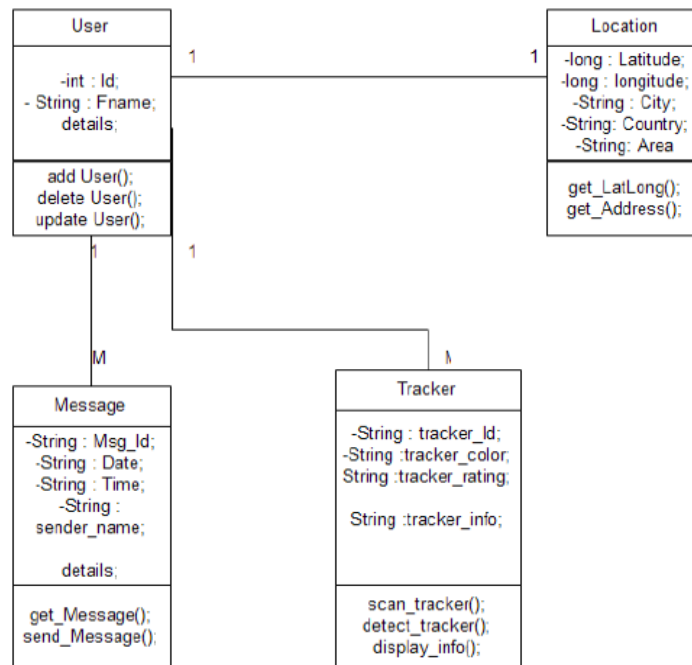 User
-int : Id;
- String : Fname;
details;
add User();
delete User();
update User();
1
1
Location
-long : Latitude;
-long : longitude;
-String : City;
-String: Country;
-String: Area
get_LatLong();
get_Address();
1
1
M
M
Message
-String : Msg_Id;
-String : Date;
-String : Time;
-String :
sender_name;
details;
get_Message();
send_Message();
Tracker
-String : tracker_Id;
-String :tracker_color;
String :tracker_rating;
String :tracker_info;
scan_tracker();
detect_tracker();
display_info();